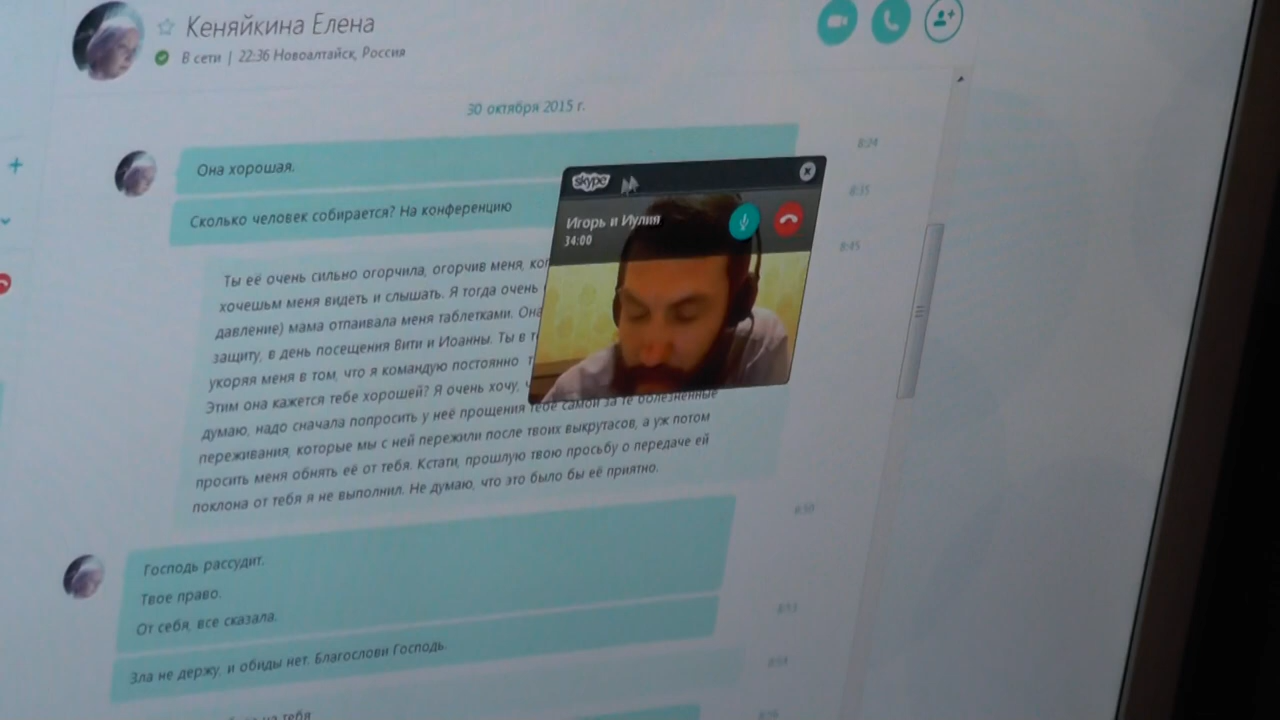 Кеняйкина Елена
В сети | 22:36 Новоалтайск, Россия
30 октября 2015 г.
Она хорошая.
8:24
Сколько человек собирается? На конференцию
8:35
skype
Игорь и Иулия
34:00
8:45
Ты её очень сильно огорчила, огорчив меня,
хочешьм меня видеть и слышать. Я тогда очень
давление) мама отпаивала меня таблетками. Она
защиту, в день посещения Вити и Иоанны. Ты в
укоряя меня в том, что я командую постоянно
Этим она кажется тебе хорошей? Я очень хочу,
думаю, надо сначала попросить у неё прощения тебе самой за те болезненные
переживания, которые мы с ней пережили после твоих выкрутасов, а уж потом
просить меня обнять её от тебя. Кстати, прошлую твою просьбу о передаче ей
поклона от тебя я не выполнил. Не думаю, что это было бы её приятно.
Господь рассудит.
8:50
Твое право.
От себя, все сказала.
8:53
Зла не держу, и обиды нет. Благослови Господь.
на тебя